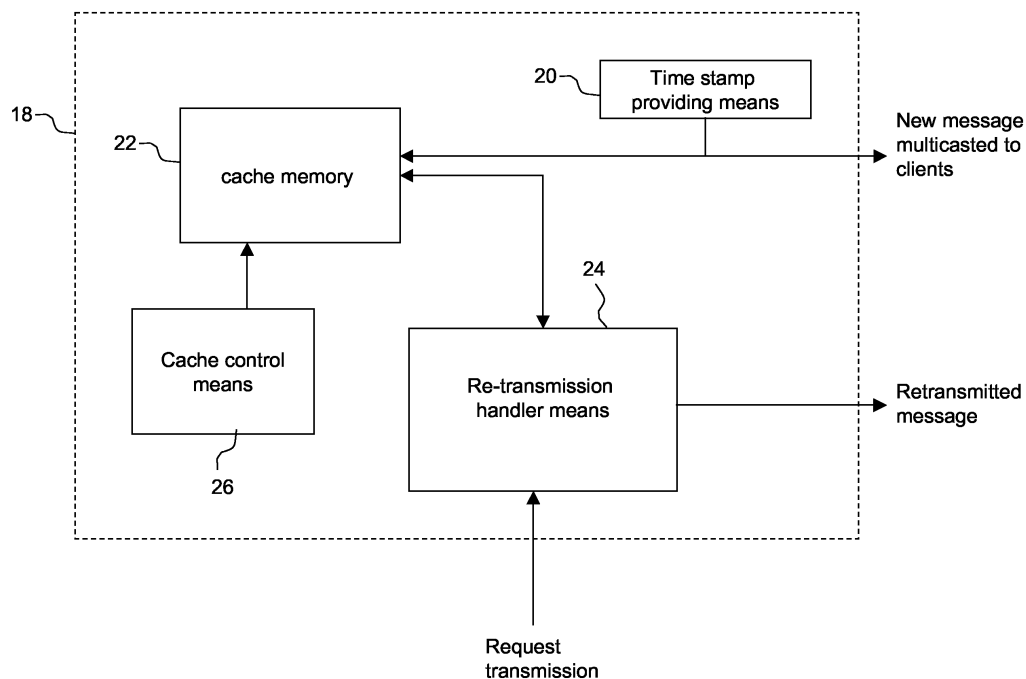 20
Time stamp
providing means
18
New message
multicasted to
clients
22
cache memory
24
Cache control
means
Re-transmission
handler means
Retransmitted
message
26
Request
transmission